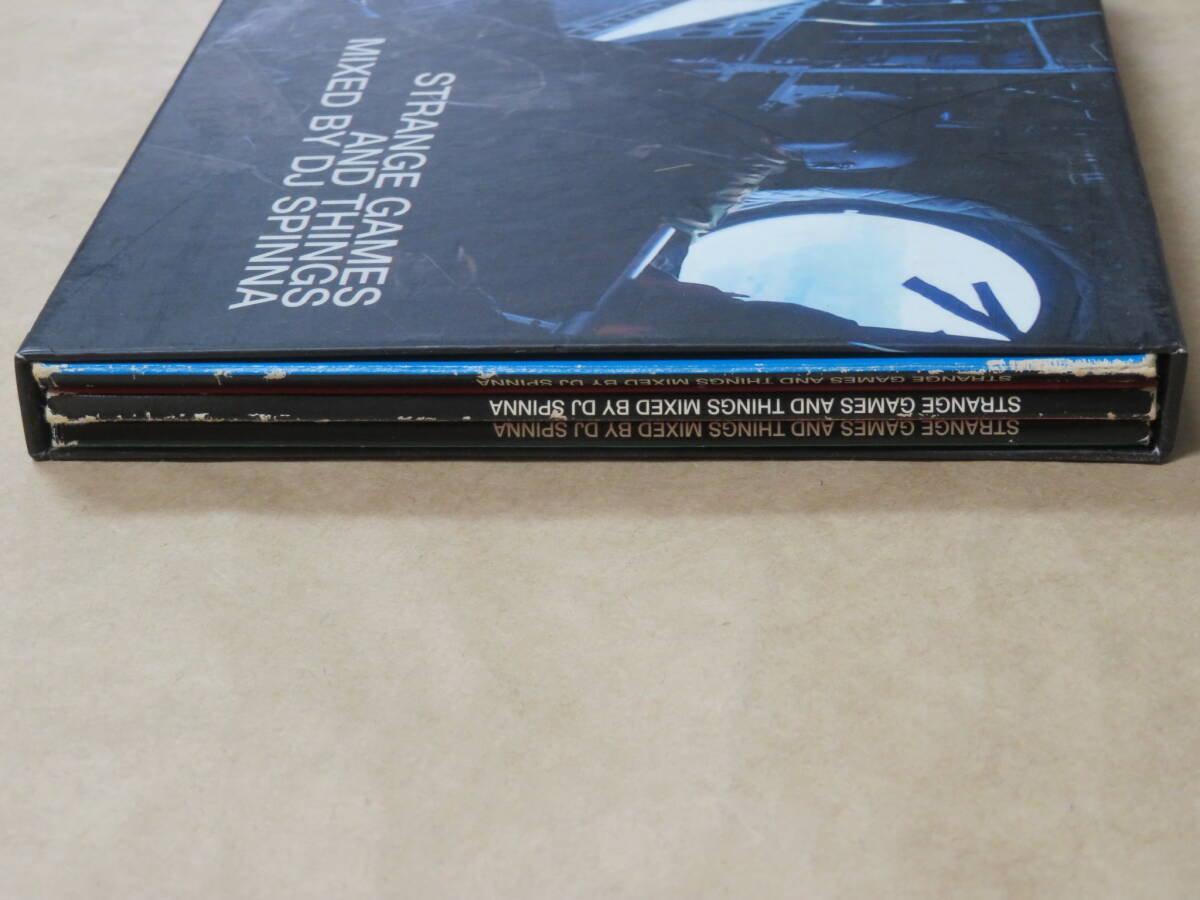 STRANGE GAMES
AND THINGS
MIXED BY DJ SPINNA
STRANGE GAMES AND THINGS MIXED BY DJ SPINNA
STRANGE GAMES AND THINGS MIXED BY DJ SPINNA
STRANGE GAMES AND THINGS MIXED BY DJ SPINNA